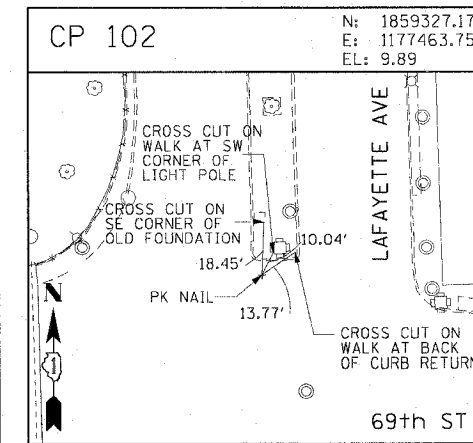 CP 102
N: 1859327.17
E: 1177463.75
EL: 9.89
LAFAYETTE AVE
CROSS CUT ON
WALK AT SW
CORNER OF
LIGHT POLE
CROSS CUT ON
SE CORNER OF
OLD FOUNDATION
10.04'
18.45'
N
PK NAIL
13.77'
CROSS CUT ON
WALK AT BACK
OF CURB RETURN
69th ST